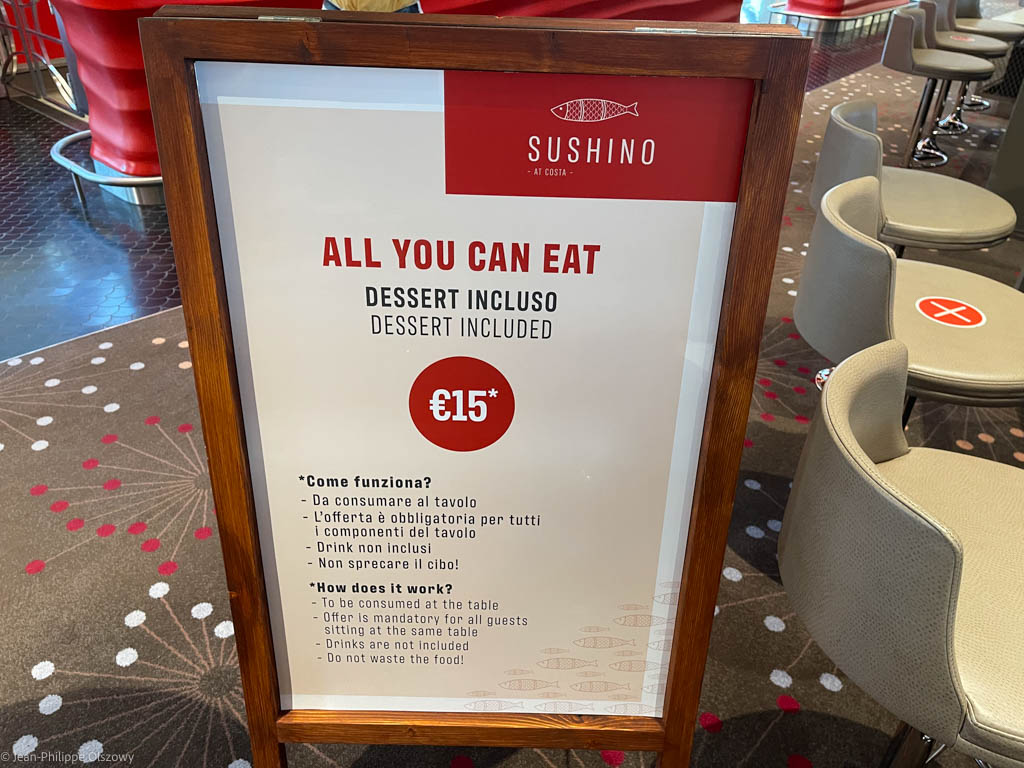 SUSHINO
- AT COSTA -
ALL YOU CAN EAT
DESSERT INCLUSO
DESSERT INCLUDED
€15*
*Come funziona?
- Da consumare al tavolo
- L'offerta è obbligatoria per tutti
i componenti del tavolo
- Drink non inclusi
- Non sprecare il cibo!
*How does it work?
- To be consumed at the table
- Offer is mandatory for all guests
sitting at the same table
- Drinks are not included
- Do not waste the food!
© Jean-Philippe Olszowy